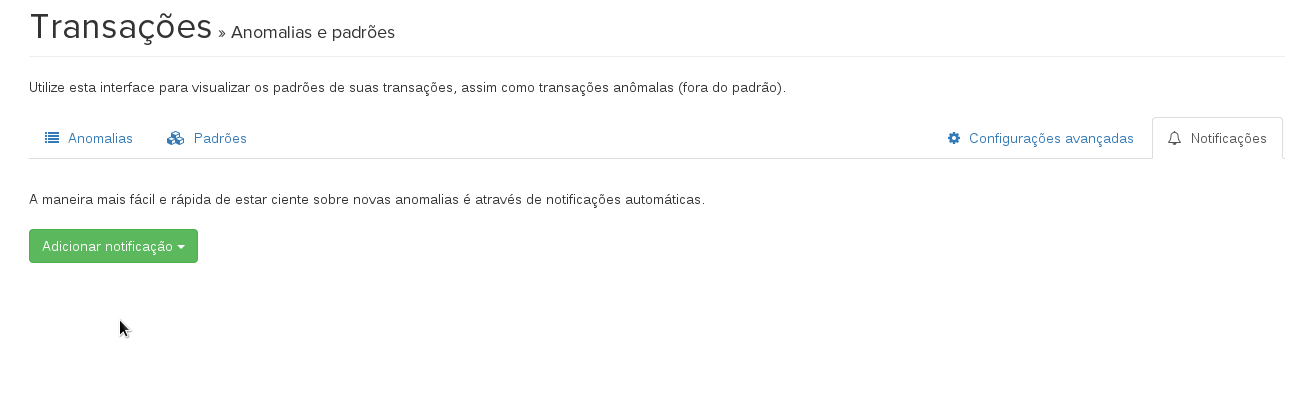 Transações » Anomalias e padrões
Utilize esta interface para visualizar os padrões de suas transações, assim como transações anômalas (fora do padrão).
Anomalias Padrões Configurações avançadas Notificações
A maneira mais fácil e rápida de estar ciente sobre novas anomalias é através de notificações automáticas.
Adicionar notificação